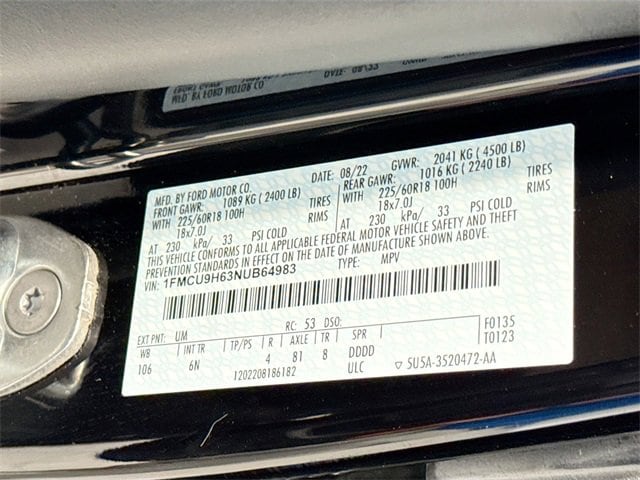 MFD. BY FORD MOTOR CO.
DATE: 08/22 GVWR: 2041 KG ( 4500 LB)
FRONT GAWR: 1089 KG ( 2400 LB)
REAR GAWR: 1016 KG ( 2240 LB)
WITH 225/60R18 100H TIRES
WITH 225/60R18 100H TIRES
18x7.0J RIMS
18x7.0J RIMS
AT 230 kPa/ 33 PSI COLD
AT 230 kPa/ 33 PSI COLD
THIS VEHICLE CONFORMS TO ALL APPLICABLE FEDERAL MOTOR VEHICLE SAFETY AND THEFT
PREVENTION STANDARDS IN EFFECT ON THE DATE OF MANUFACTURE SHOWN ABOVE.
VIN: 1FMCU9H63NUB64983 TYPE: MPV
EXT PNT: UM RC: 53 DSO:
WB INT TR TP/PS R AXLE TR SPR
106 6N 4 81 8 DDDD
1202208186182 ULC
F0135
T0123
SU5A-3520472-AA